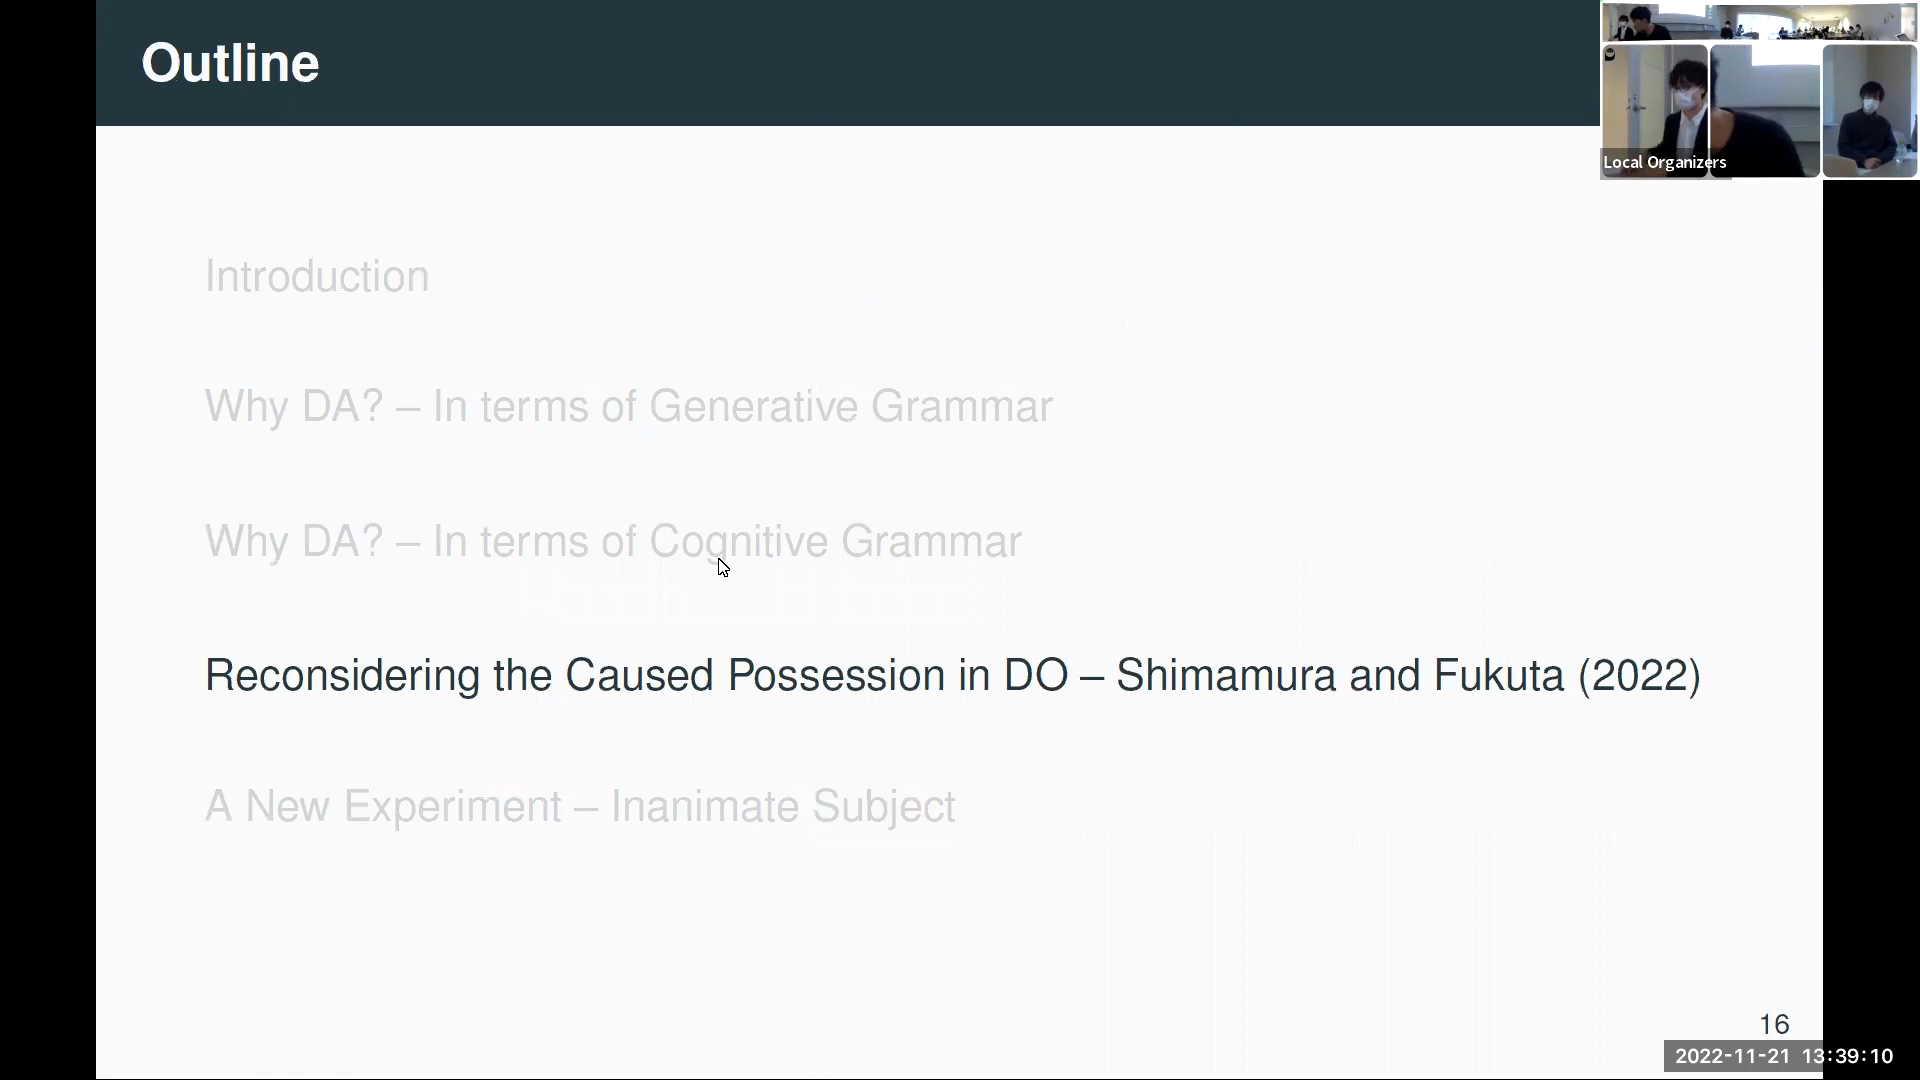 Outline
Local Organizers
Introduction
Why DA? – In terms of Generative Grammar
Why DA? – In terms of Cognitive Grammar
Reconsidering the Caused Possession in DO – Shimamura and Fukuta (2022)
A New Experiment – Inanimate Subject
16
2022-11-21 13:39:10